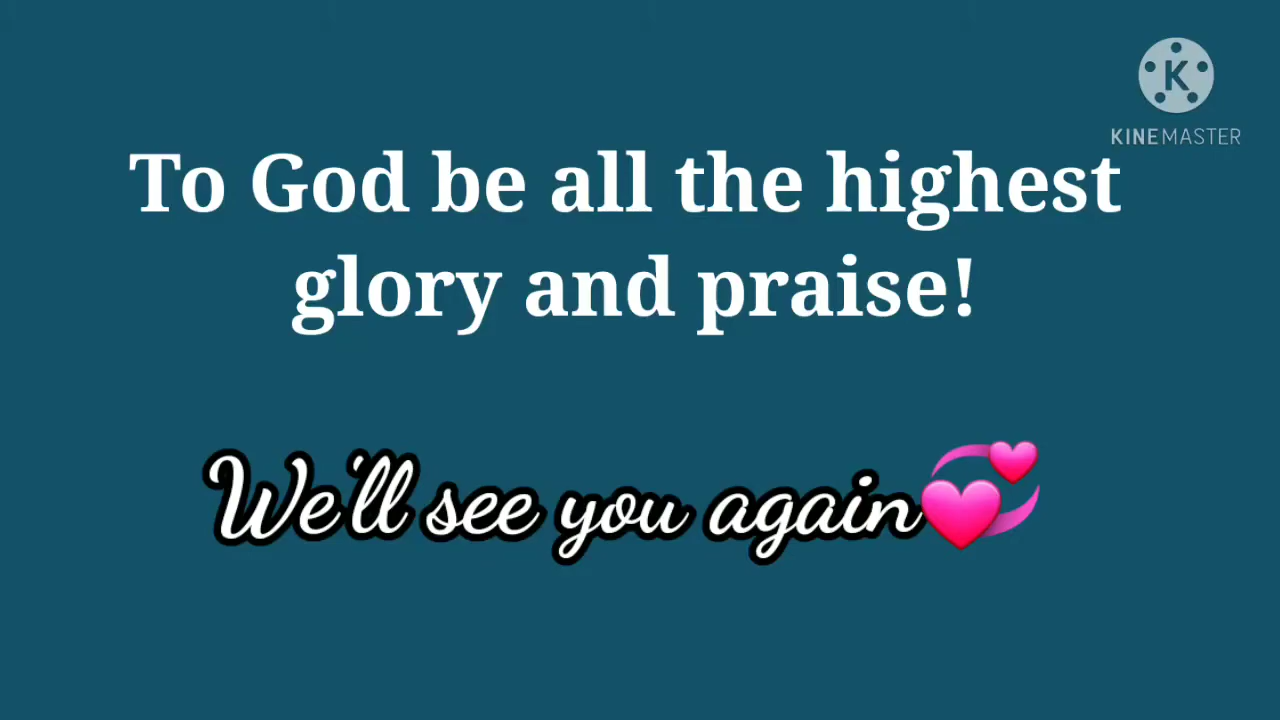 K
KINEMASTER
To God be all the highest
glory and praise!
We'll see you again💞